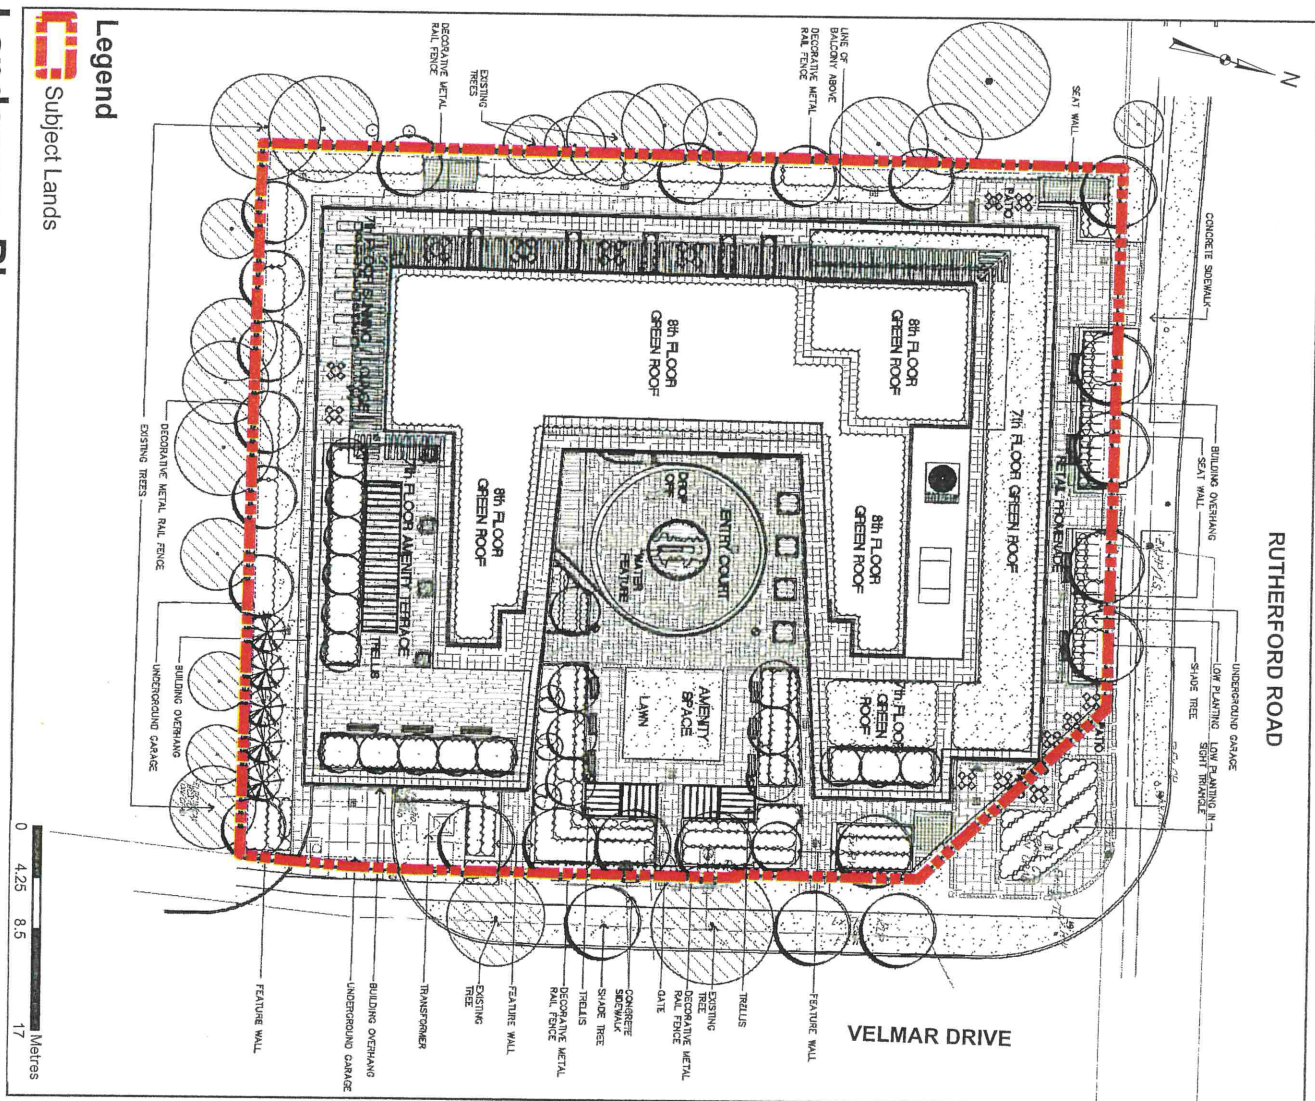 N
RUTHERFORD ROAD
VELMAR DRIVE
CONCRETE SIDEWALK
BUILDING OVERHANG
SEAT WALL
UNDERGROUND GARAGE
LOW PLANTING
LOW PLANTING IN
SIGHT TRIANGLE
SHADE TREE
SEAT WALL
LINE OF
BALCONY ABOVE
DECORATIVE METAL
RAIL FENCE
EXISTING
TREES
DECORATIVE METAL
RAIL FENCE
PATIO
RETAIL PROMENADE
PATIO
7th FLOOR GREEN ROOF
8th FLOOR
GREEN ROOF
8th FLOOR
GREEN ROOF
8th FLOOR
GREEN ROOF
8th FLOOR
GREEN ROOF
7th FLOOR
GREEN
ROOF
ENTRY COURT
DROP
OFF
WATER
FEATURE
AMENITY
SPACE
LAWN
7th FLOOR AMENITY TERRACE
TRELLIS
EXISTING TREES
DECORATIVE METAL RAIL FENCE
UNDERGROUND GARAGE
BUILDING OVERHANG
FEATURE WALL
TRELLIS
EXISTING
TREE
DECORATIVE METAL
RAIL FENCE
GATE
CONCRETE
SIDEWALK
SHADE TREE
TRELLIS
DECORATIVE METAL
RAIL FENCE
FEATURE WALL
EXISTING
TREE
TRANSFORMER
BUILDING OVERHANG
UNDERGROUND GARAGE
FEATURE WALL
Legend
Subject Lands
0 4.25 8.5 17
Metres